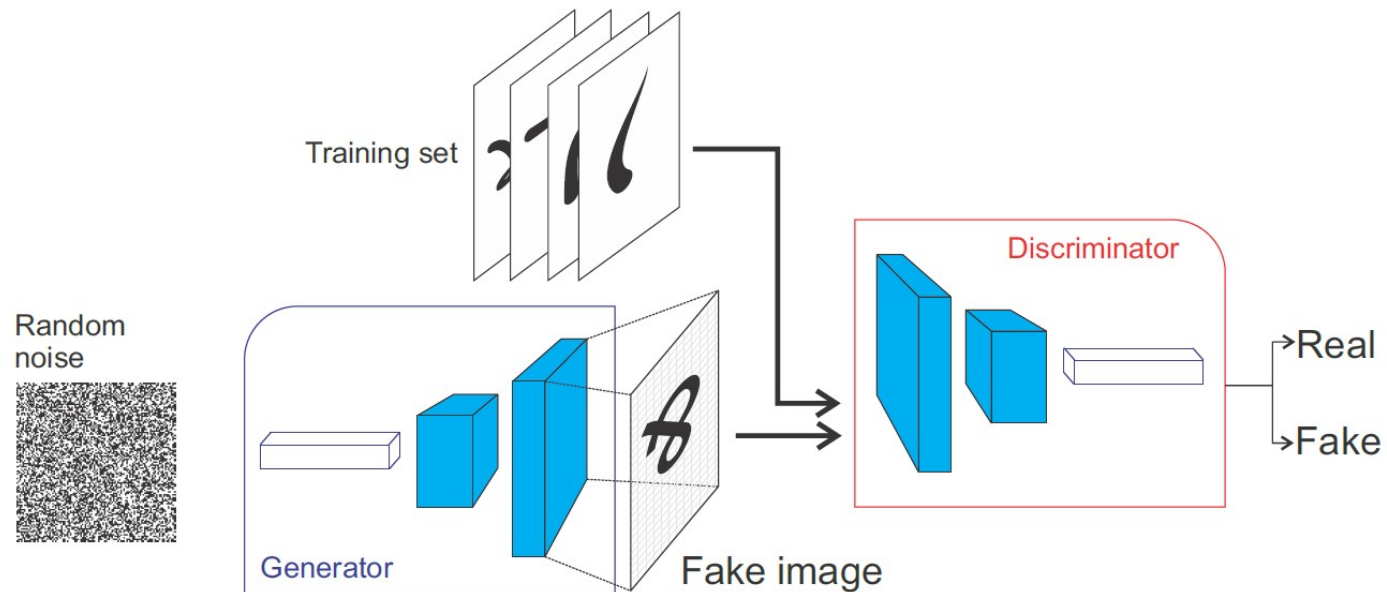 Training set
Discriminator
Random
noise
Real
Fake
Generator
Fake image